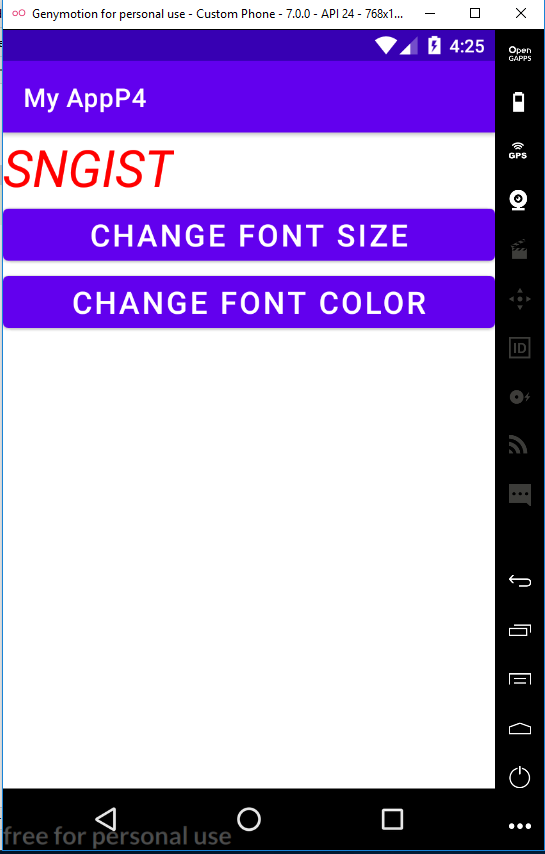 Genymotion for personal use - Custom Phone - 7.0.0 - API 24 - 768x1...
4:25
Open
GAPPS
My AppP4
GPS
SNGIST
CHANGE FONT SIZE
CHANGE FONT COLOR
ID
free for personal use